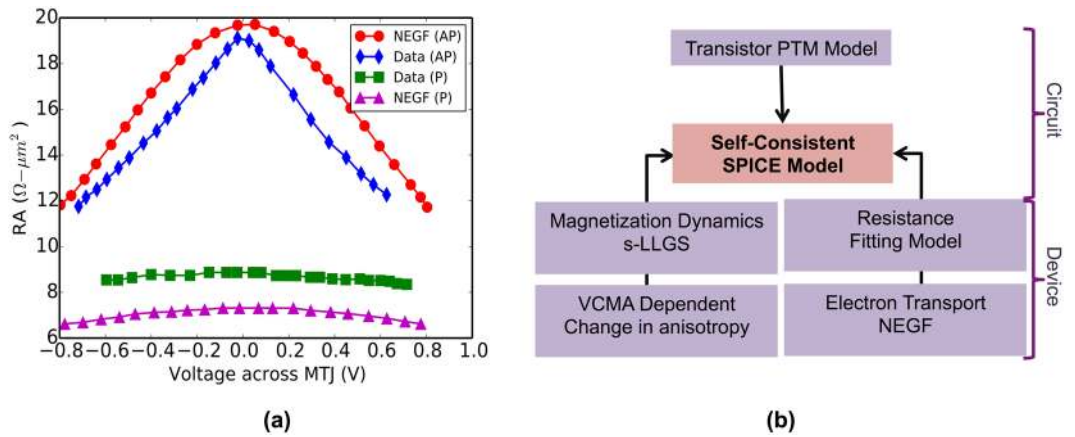 20
18
16
14
12
10
8
6
RA (Ω−μm²)
NEGF (AP)
Data (AP)
Data (P)
NEGF (P)
−0.8 −0.6 −0.4 −0.2 0.0 0.2 0.4 0.6 0.8 1.0
Voltage across MTJ (V)
(a)
Transistor PTM Model
Self-Consistent
SPICE Model
Magnetization Dynamics
s-LLGS
Resistance
Fitting Model
VCMA Dependent
Change in anisotropy
Electron Transport
NEGF
Circuit
Device
(b)